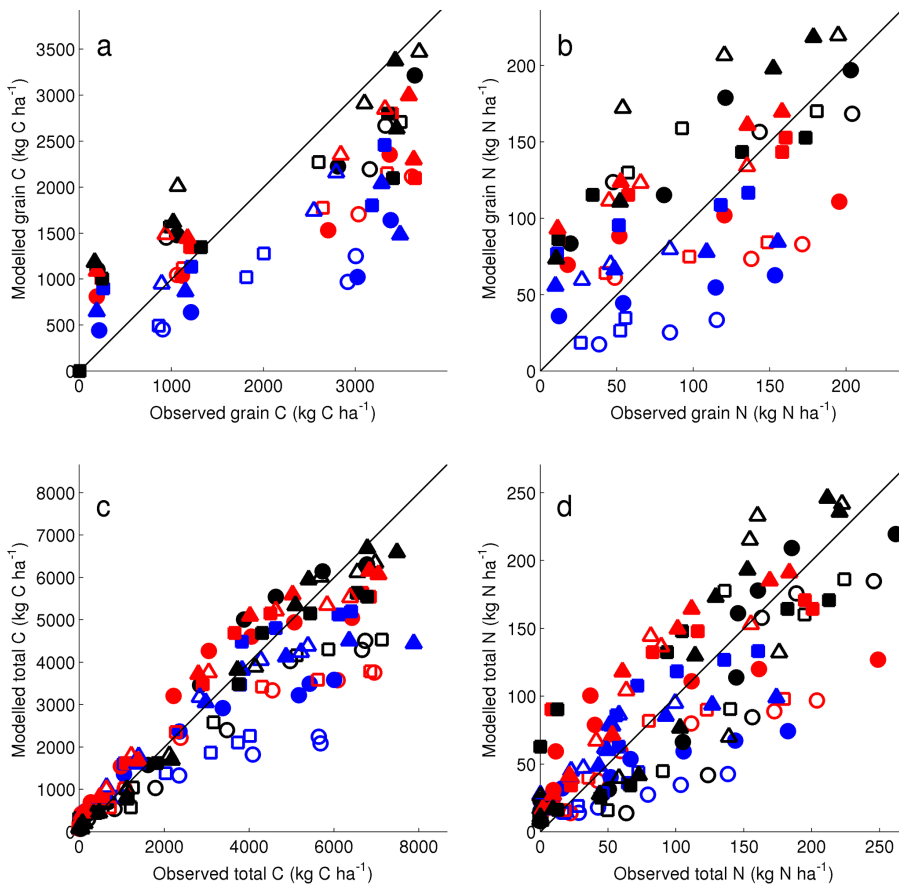 a
3500
3000
2500
2000
1500
1000
500
0
0 1000 2000 3000
Modelled grain C (kg C ha⁻¹)
Observed grain C (kg C ha⁻¹)
b
200
150
100
50
0
0 50 100 150 200
Modelled grain N (kg N ha⁻¹)
Observed grain N (kg N ha⁻¹)
c
8000
7000
6000
5000
4000
3000
2000
1000
0
0 2000 4000 6000 8000
Modelled total C (kg C ha⁻¹)
Observed total C (kg C ha⁻¹)
d
250
200
150
100
50
0
0 50 100 150 200 250
Modelled total N (kg N ha⁻¹)
Observed total N (kg N ha⁻¹)